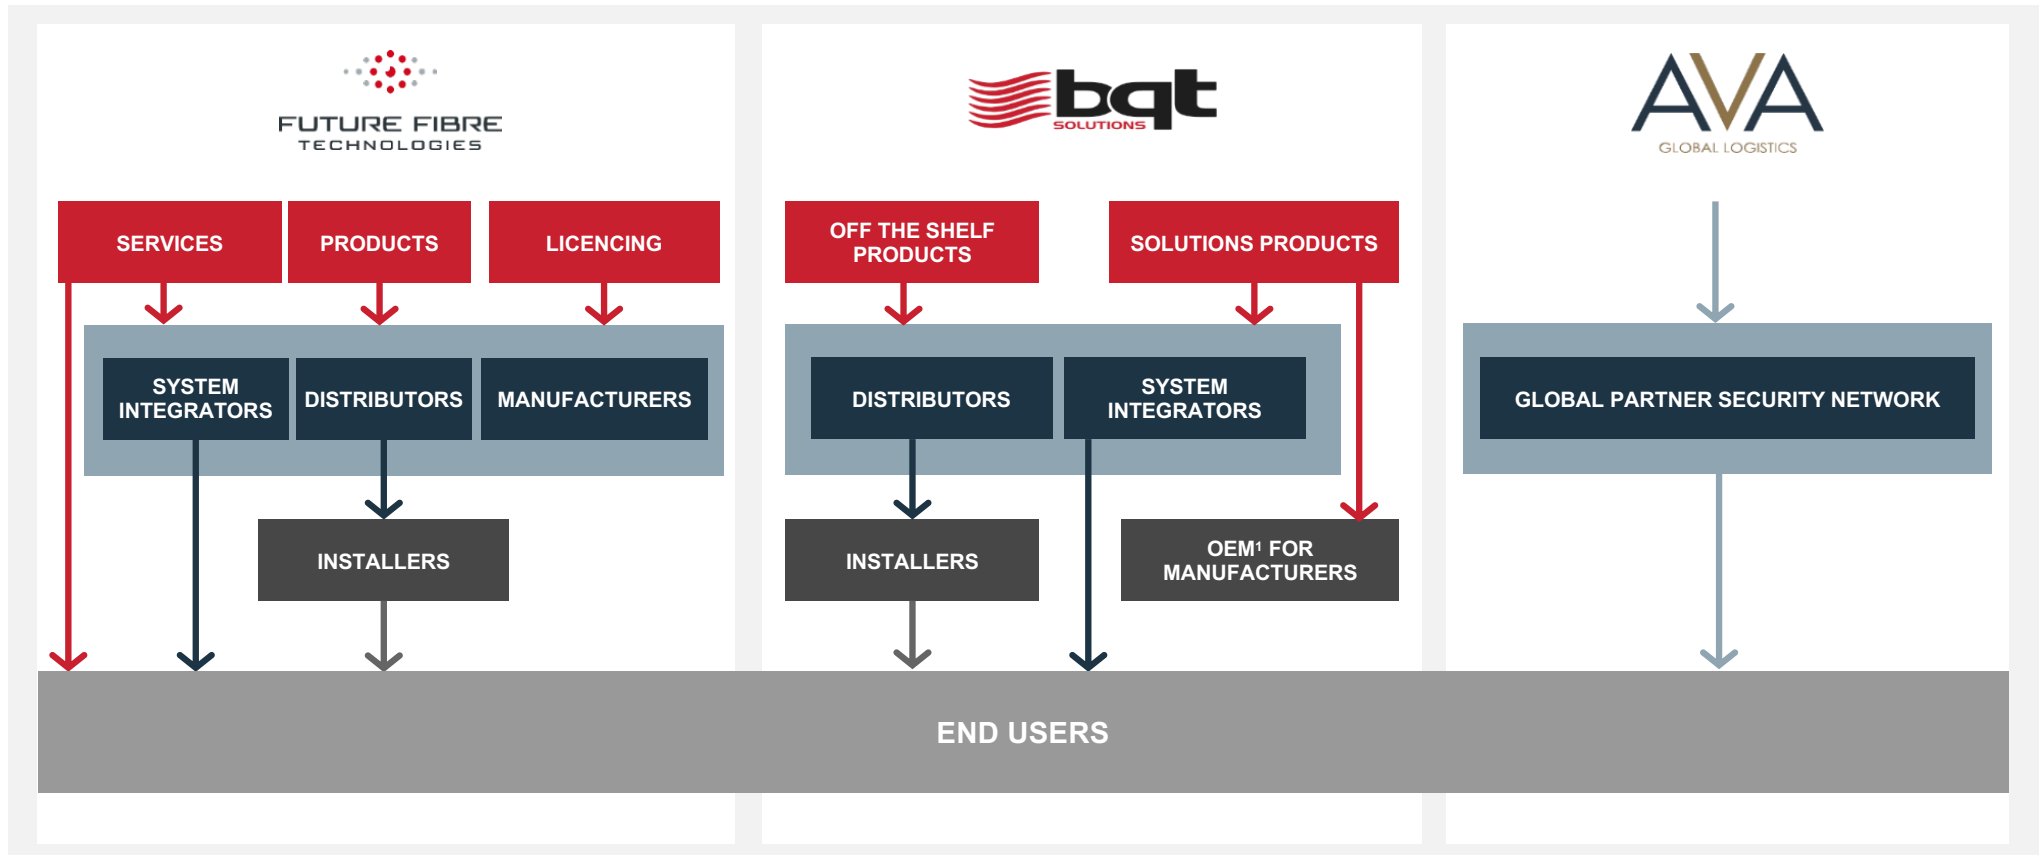 FUTURE FIBRE
TECHNOLOGIES
SERVICES
PRODUCTS
LICENCING
SYSTEM
INTEGRATORS
DISTRIBUTORS
MANUFACTURERS
INSTALLERS
bqt
SOLUTIONS
OFF THE SHELF
PRODUCTS
SOLUTIONS PRODUCTS
DISTRIBUTORS
SYSTEM
INTEGRATORS
INSTALLERS
OEM¹ FOR
MANUFACTURERS
AVA
GLOBAL LOGISTICS
GLOBAL PARTNER SECURITY NETWORK
END USERS